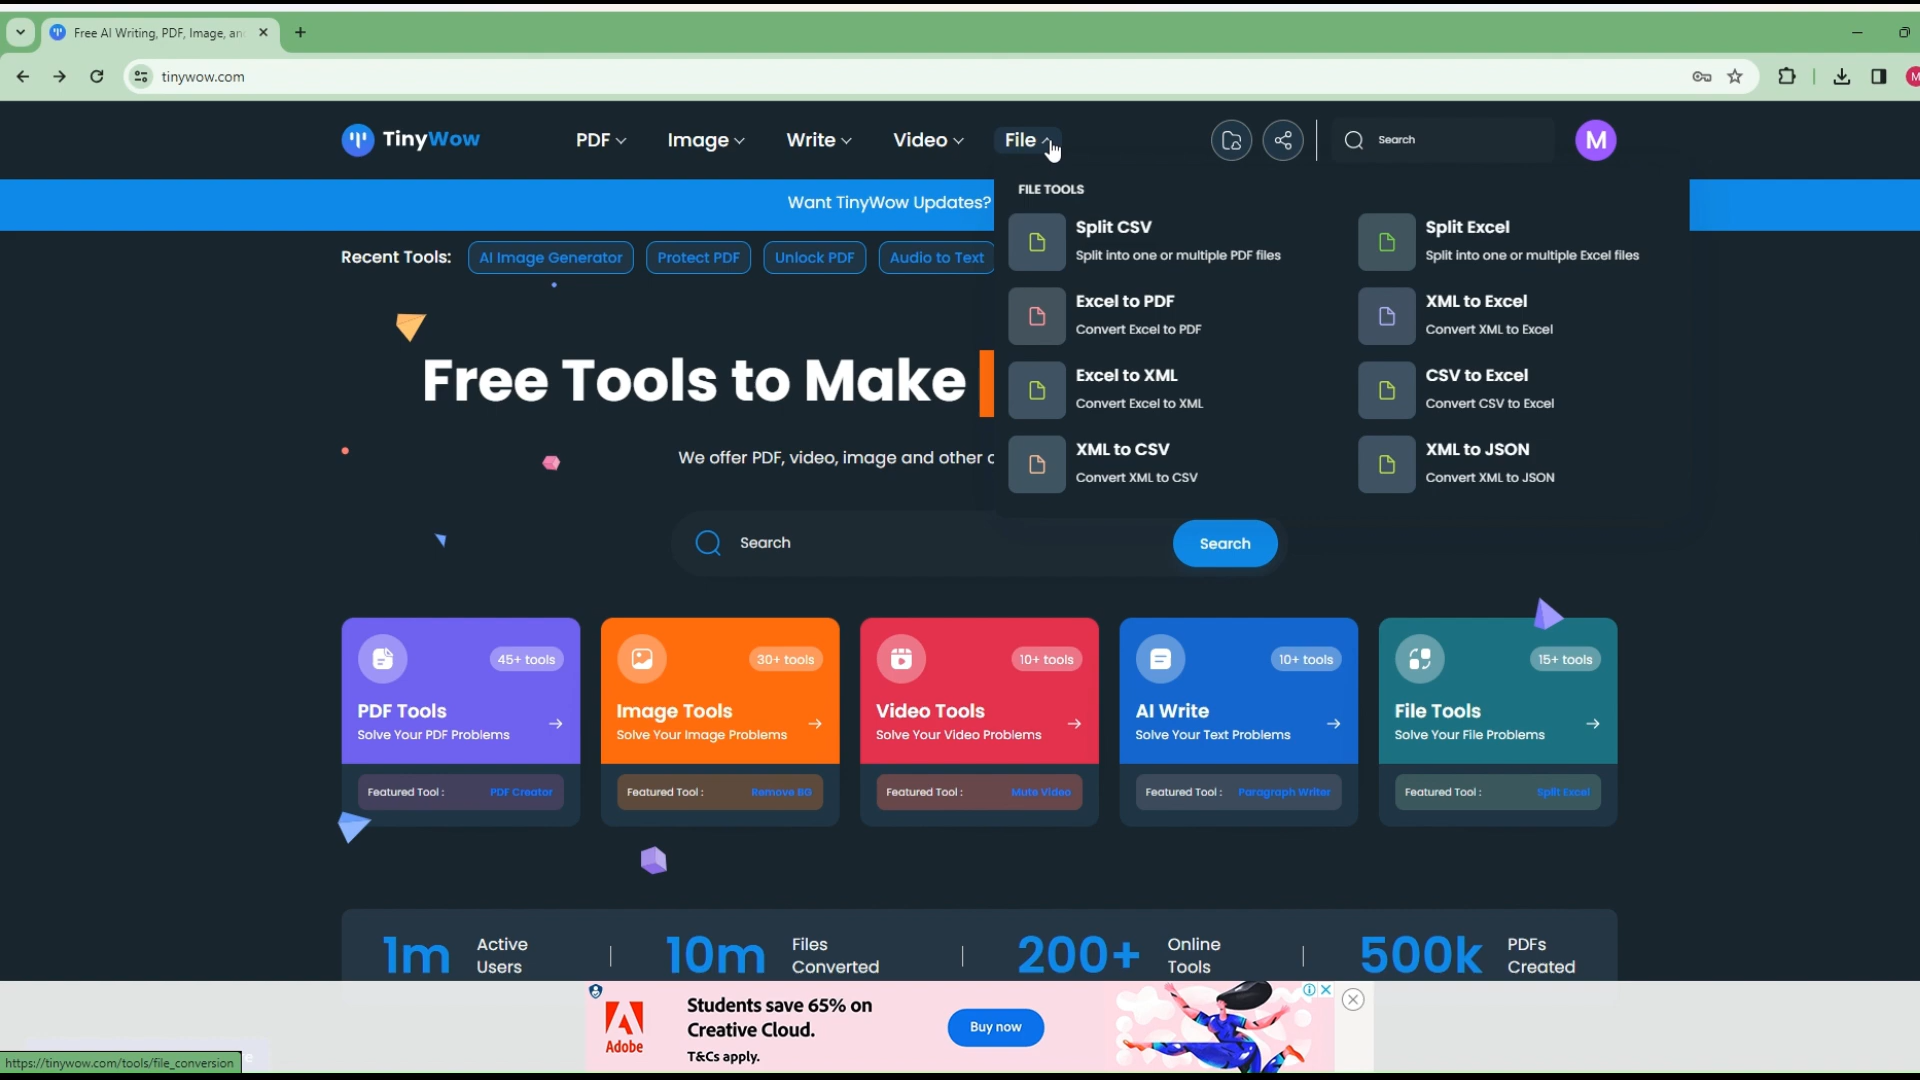 Free AI Writing, PDF, Image, an
tinywow.com
M
TinyWow
PDF
Image
Write
Video
File
Search
M
Want TinyWow Updates?
FILE TOOLS
Split CSV
Split into one or multiple PDF files
Split Excel
Split into one or multiple Excel files
Excel to PDF
Convert Excel to PDF
XML to Excel
Convert XML to Excel
Excel to XML
Convert Excel to XML
CSV to Excel
Convert CSV to Excel
XML to CSV
Convert XML to CSV
XML to JSON
Convert XML to JSON
Recent Tools:
AI Image Generator
Protect PDF
Unlock PDF
Audio to Text
Free Tools to Make
We offer PDF, video, image and other
Search
Search
45+ tools
PDF Tools
Solve Your PDF Problems
Featured Tool :
PDF Creator
30+ tools
Image Tools
Solve Your Image Problems
Featured Tool :
Remove BG
10+ tools
Video Tools
Solve Your Video Problems
Featured Tool :
Mute Video
10+ tools
AI Write
Solve Your Text Problems
Featured Tool :
Paragraph Writer
15+ tools
File Tools
Solve Your File Problems
Featured Tool :
Split Excel
1m
Active
Users
10m
Files
Converted
200+
Online
Tools
500k
PDFs
Created
Adobe
Students save 65% on
Creative Cloud.
T&Cs apply.
Buy now
https://tinywow.com/tools/file_conversion